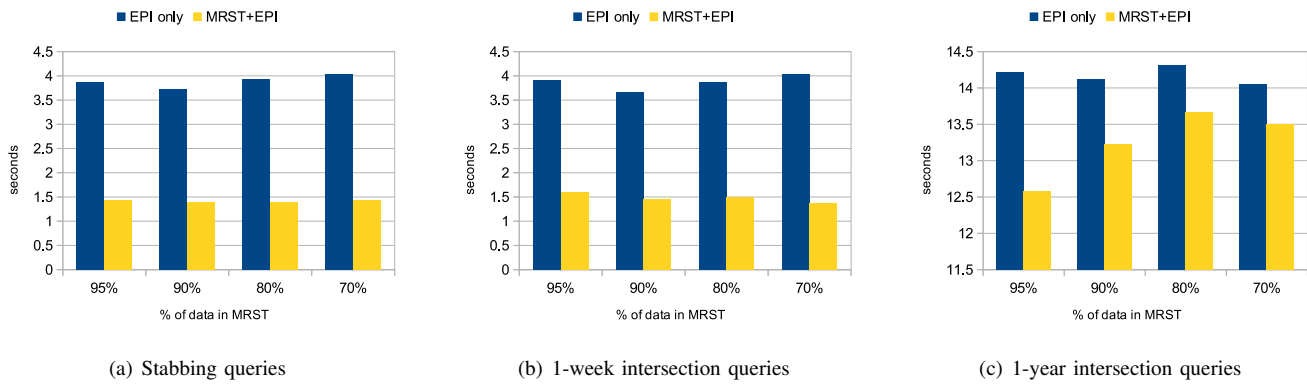 EPI only MRST+EPI
4.5
4
3.5
3
2.5
2
1.5
1
0.5
0
seconds
95% 90% 80% 70%
% of data in MRST
(a) Stabbing queries
EPI only MRST+EPI
4.5
4
3.5
3
2.5
2
1.5
1
0.5
0
seconds
95% 90% 80% 70%
% of data in MRST
(b) 1-week intersection queries
EPI only MRST+EPI
14.5
14
13.5
13
12.5
12
11.5
seconds
95% 90% 80% 70%
% of data in MRST
(c) 1-year intersection queries